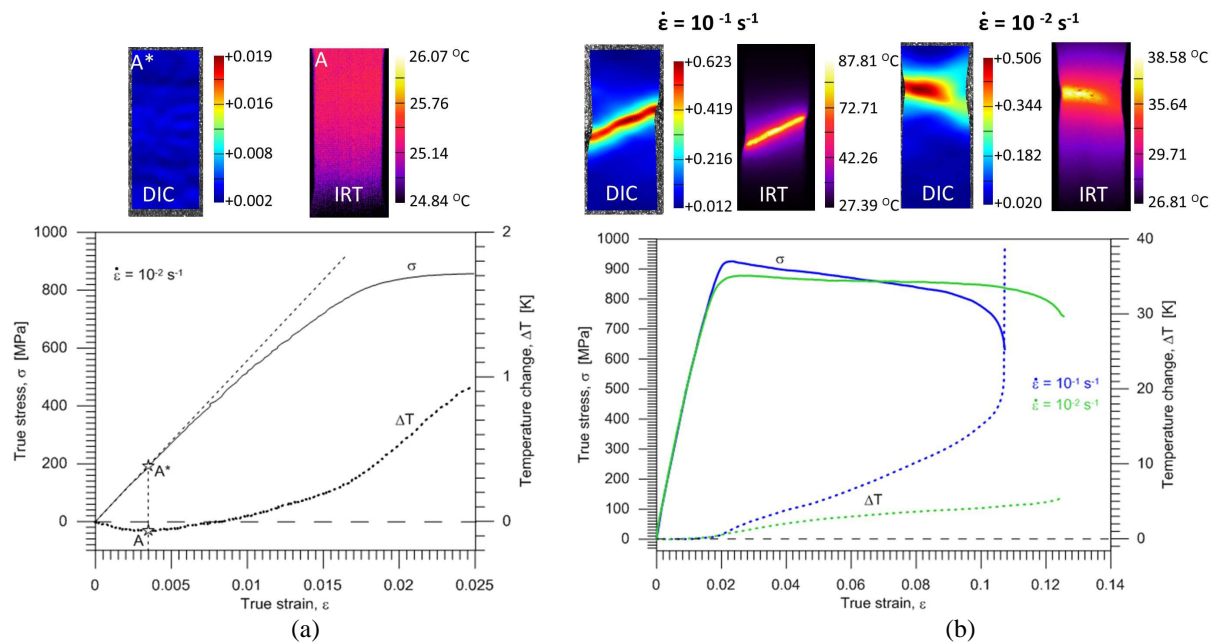 A*
DIC
+0.019
+0.016
+0.008
+0.002
A
IRT
26.07 ᴼC
25.76
25.14
24.84 ᴼC
ε̇ = 10⁻² s⁻¹
σ
ΔT
A*
A
1000
800
600
400
200
0
True stress, σ [MPa]
2
1
0
Temperature change, ΔT [K]
0
0.005
0.01
0.015
0.02
0.025
True strain, ε
(a)
ε̇ = 10 ⁻¹ s⁻¹
ε̇ = 10 ⁻² s⁻¹
DIC
+0.623
+0.419
+0.216
+0.012
IRT
87.81 ᴼC
72.71
42.26
27.39 ᴼC
DIC
+0.506
+0.344
+0.182
+0.020
IRT
38.58 ᴼC
35.64
29.71
26.81 ᴼC
σ
ε̇ = 10⁻¹ s⁻¹
ε̇ = 10⁻² s⁻¹
ΔT
1000
900
800
700
600
500
400
300
200
100
0
True stress, σ [MPa]
40
30
20
10
0
Temperature change, ΔT [K]
0
0.02
0.04
0.06
0.08
0.1
0.12
0.14
True strain, ε
(b)